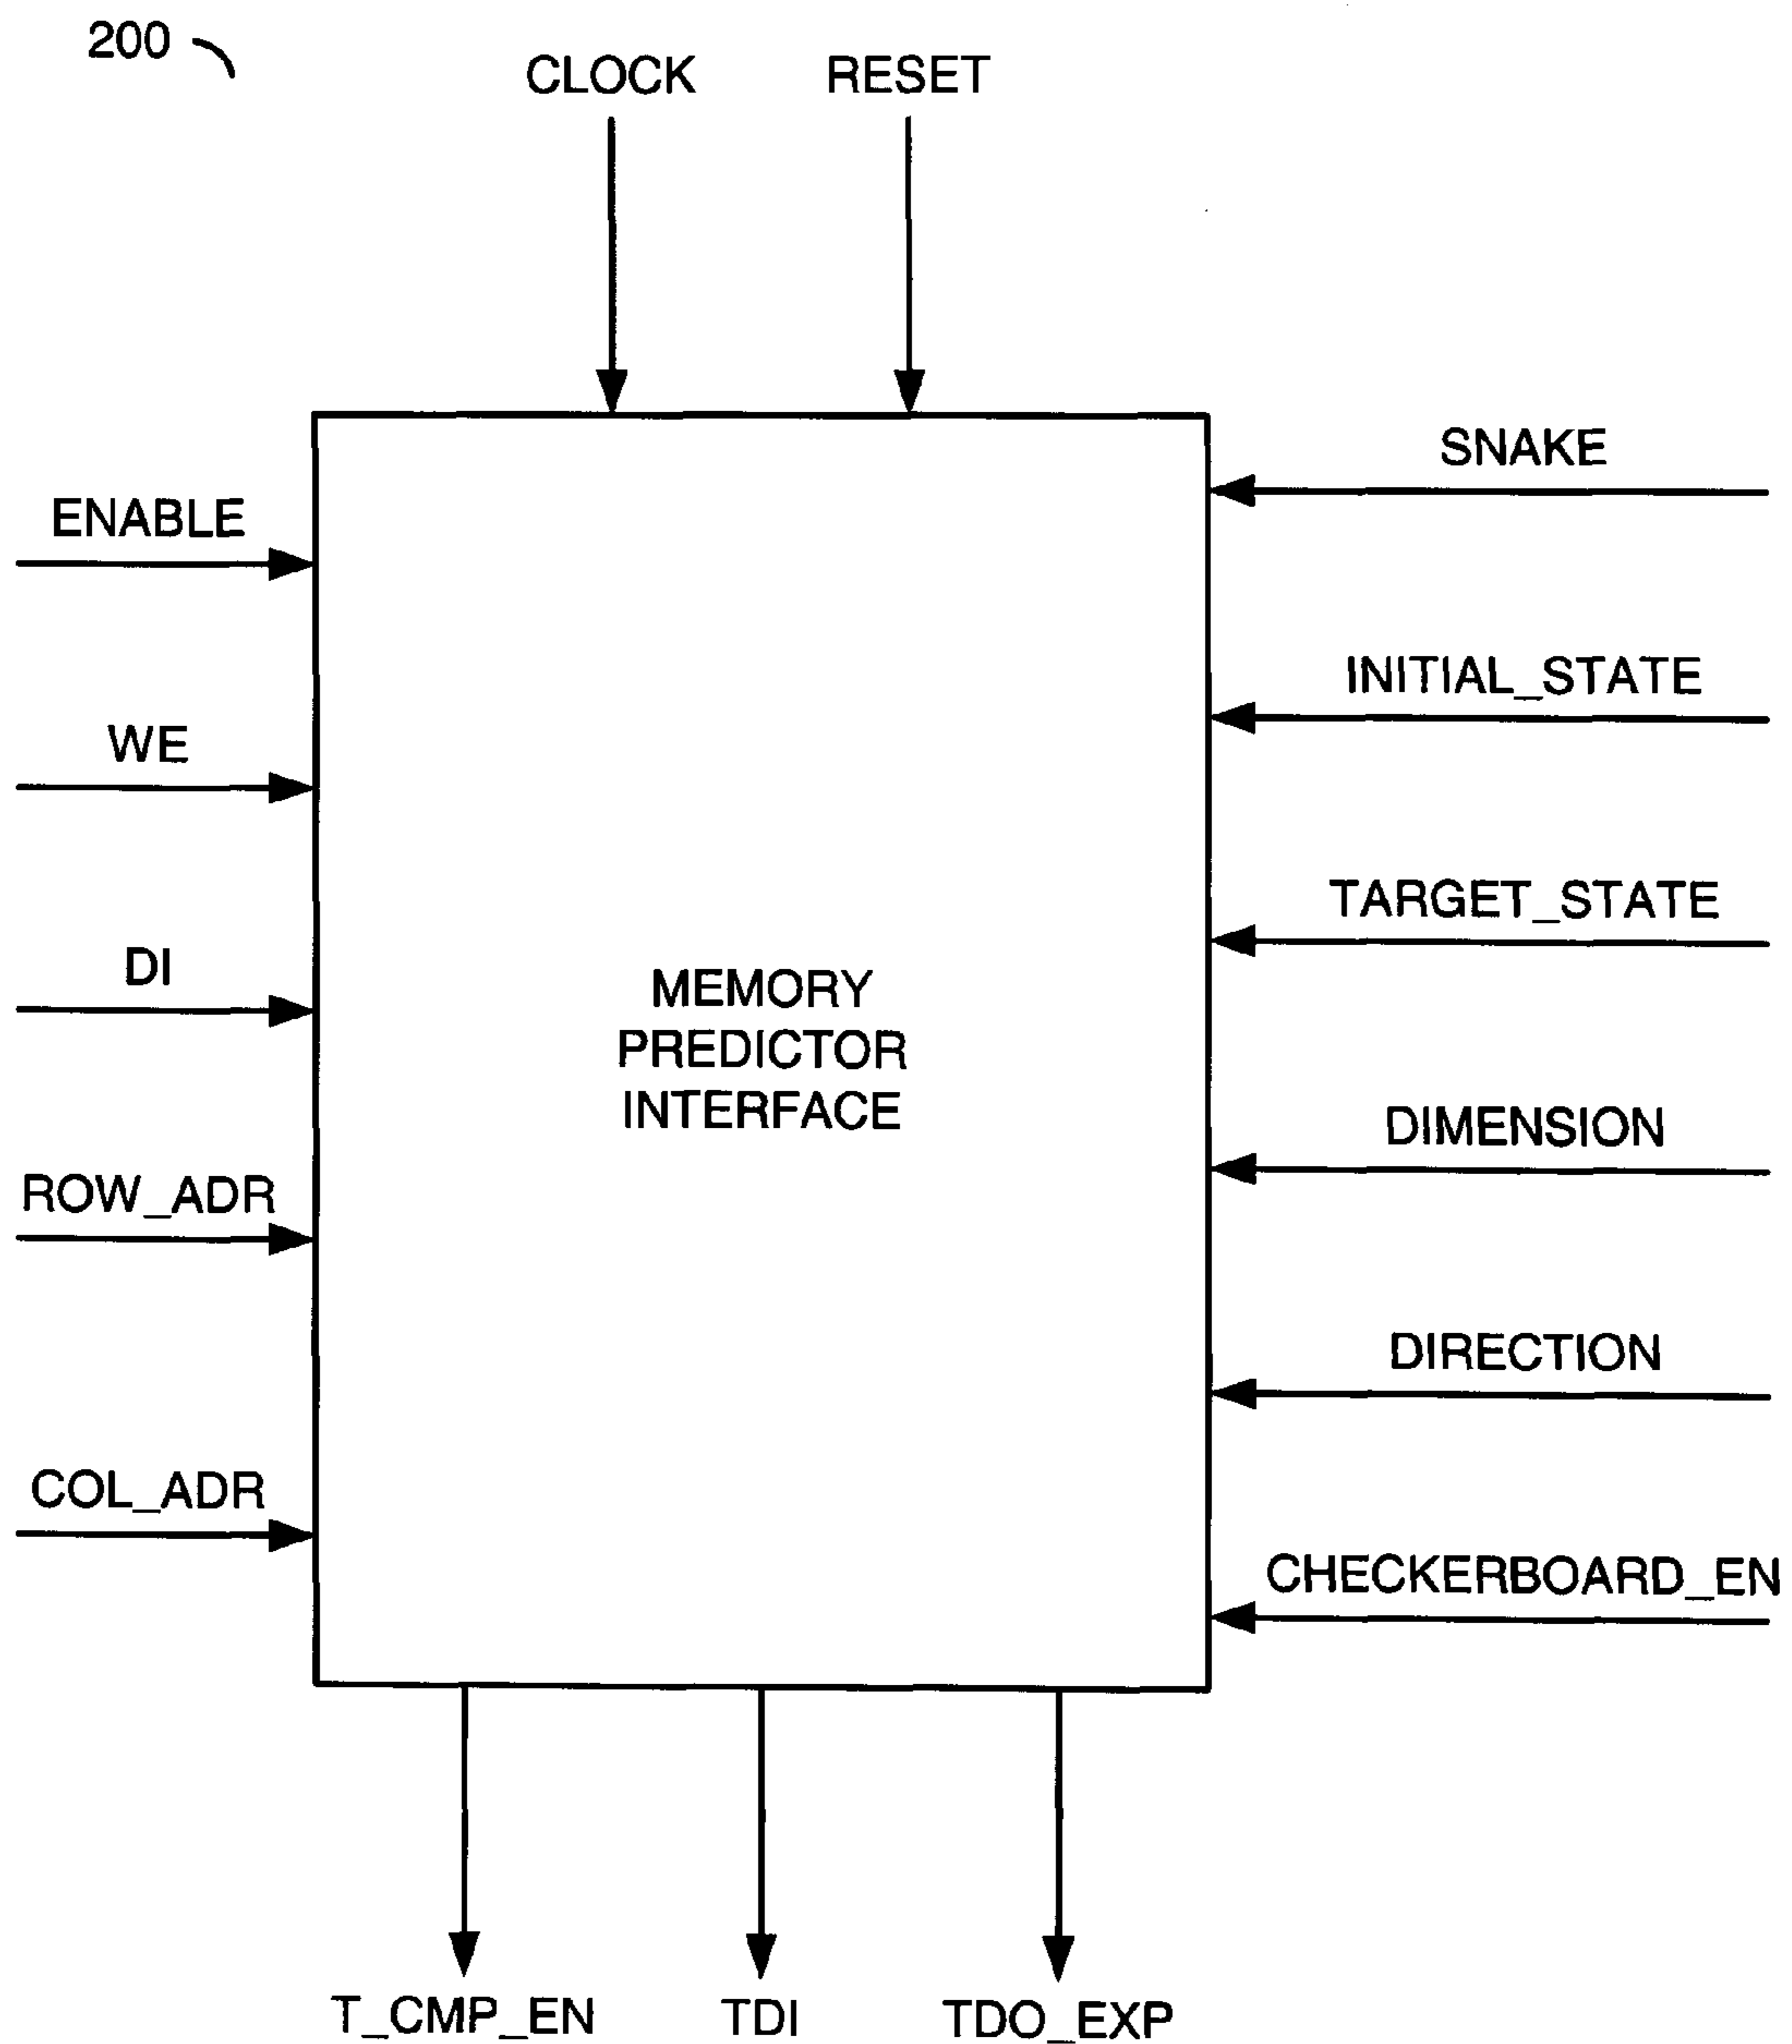 200
CLOCK
RESET
SNAKE
ENABLE
INITIAL_STATE
WE
TARGET_STATE
DI
MEMORY
PREDICTOR
INTERFACE
DIMENSION
ROW_ADR
DIRECTION
COL_ADR
CHECKERBOARD_EN
T_CMP_EN
TDI
TDO_EXP